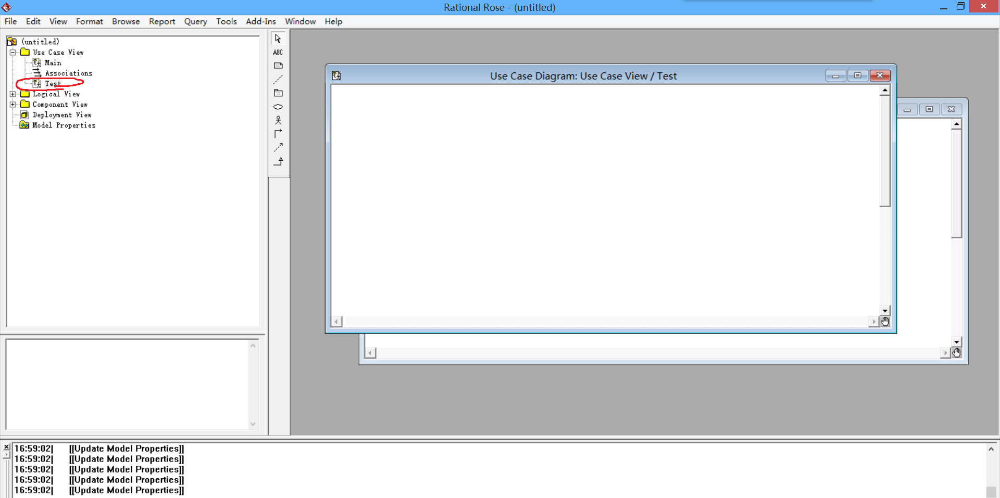 Rational Rose - (untitled)
File Edit View Format Browse Report Query Tools Add-Ins Window Help
(untitled)
Use Case View
Main
Associations
Test
Logical View
Component View
Deployment View
Model Properties
ABC
Use Case Diagram: Use Case View / Test
16:59:02| [[Update Model Properties]]
16:59:02| [[Update Model Properties]]
16:59:02| [[Update Model Properties]]
16:59:02| [[Update Model Properties]]
16:59:02| [[Update Model Properties]]